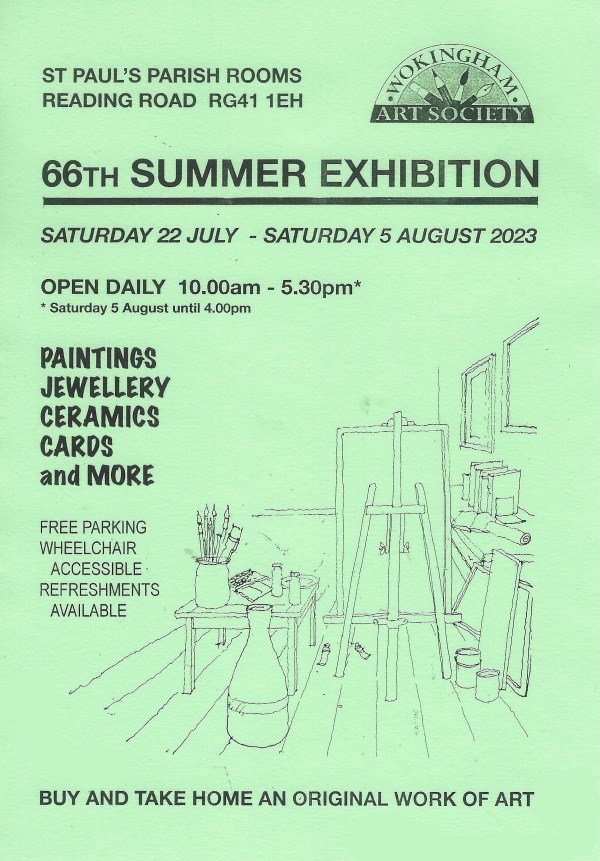 ST PAUL'S PARISH ROOMS
READING ROAD RG41 1EH
WOKINGHAM
ART SOCIETY
66TH SUMMER EXHIBITION
SATURDAY 22 JULY - SATURDAY 5 AUGUST 2023
OPEN DAILY 10.00am - 5.30pm*
* Saturday 5 August until 4.00pm
PAINTINGS
JEWELLERY
CERAMICS
CARDS
and MORE
FREE PARKING
WHEELCHAIR
ACCESSIBLE
REFRESHMENTS
AVAILABLE
BUY AND TAKE HOME AN ORIGINAL WORK OF ART